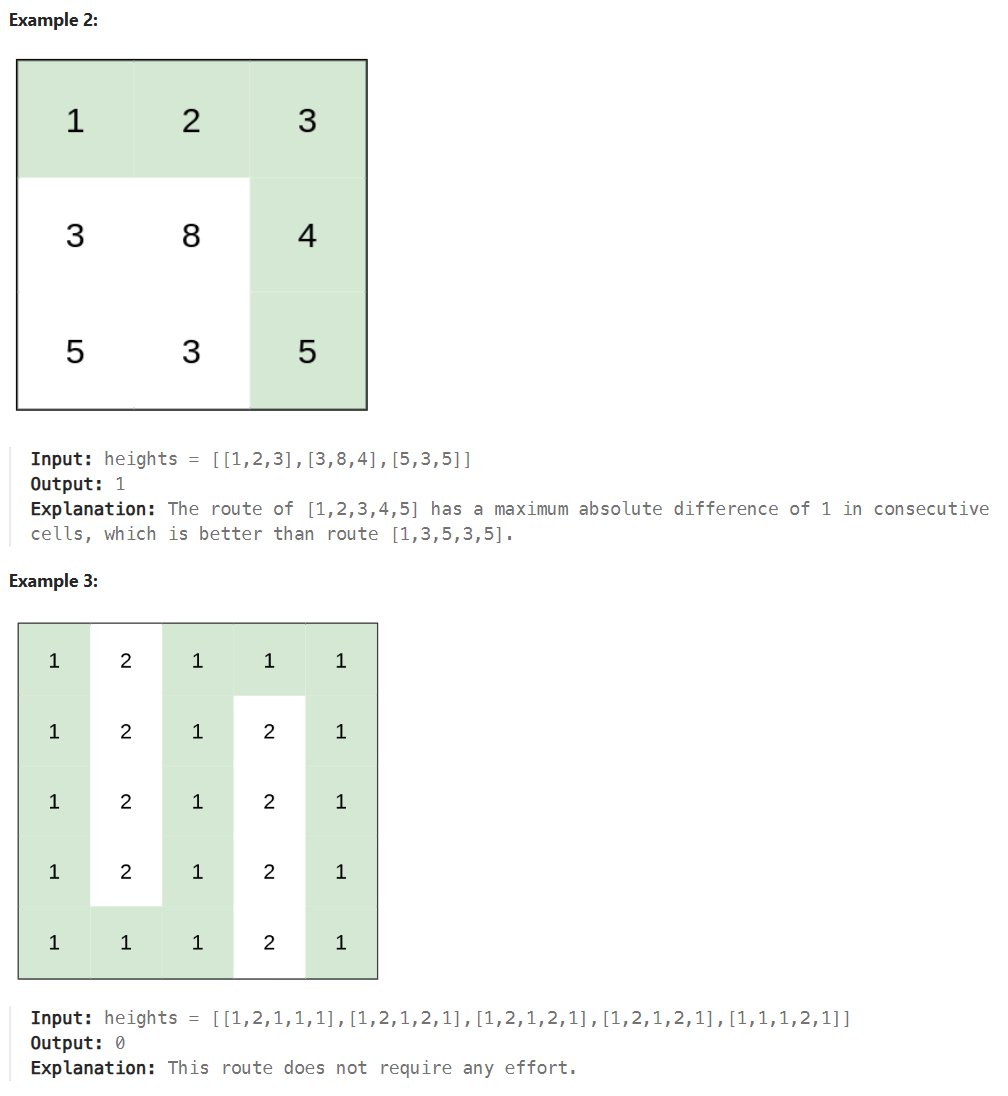 Example 2:
1 2 3
3 8 4
5 3 5
Input: heights = [[1,2,3],[3,8,4],[5,3,5]]
Output: 1
Explanation: The route of [1,2,3,4,5] has a maximum absolute difference of 1 in consecutive
cells, which is better than route [1,3,5,3,5].
Example 3:
1 2 1 1 1
1 2 1 2 1
1 2 1 2 1
1 2 1 2 1
1 1 1 2 1
Input: heights = [[1,2,1,1,1],[1,2,1,2,1],[1,2,1,2,1],[1,2,1,2,1],[1,1,1,2,1]]
Output: 0
Explanation: This route does not require any effort.